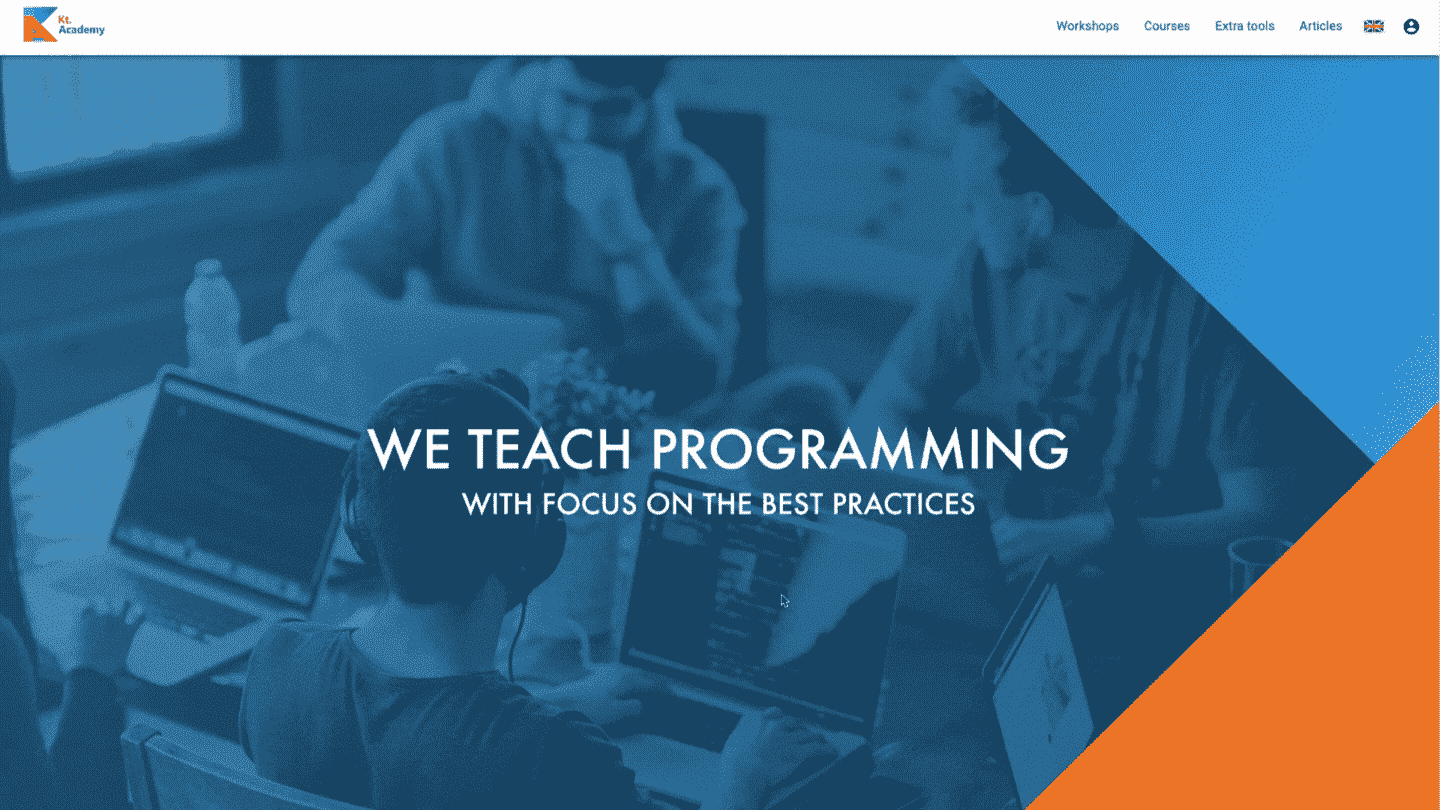 Kt.
Academy
Workshops Courses Extra tools Articles
WE TEACH PROGRAMMING
WITH FOCUS ON THE BEST PRACTICES